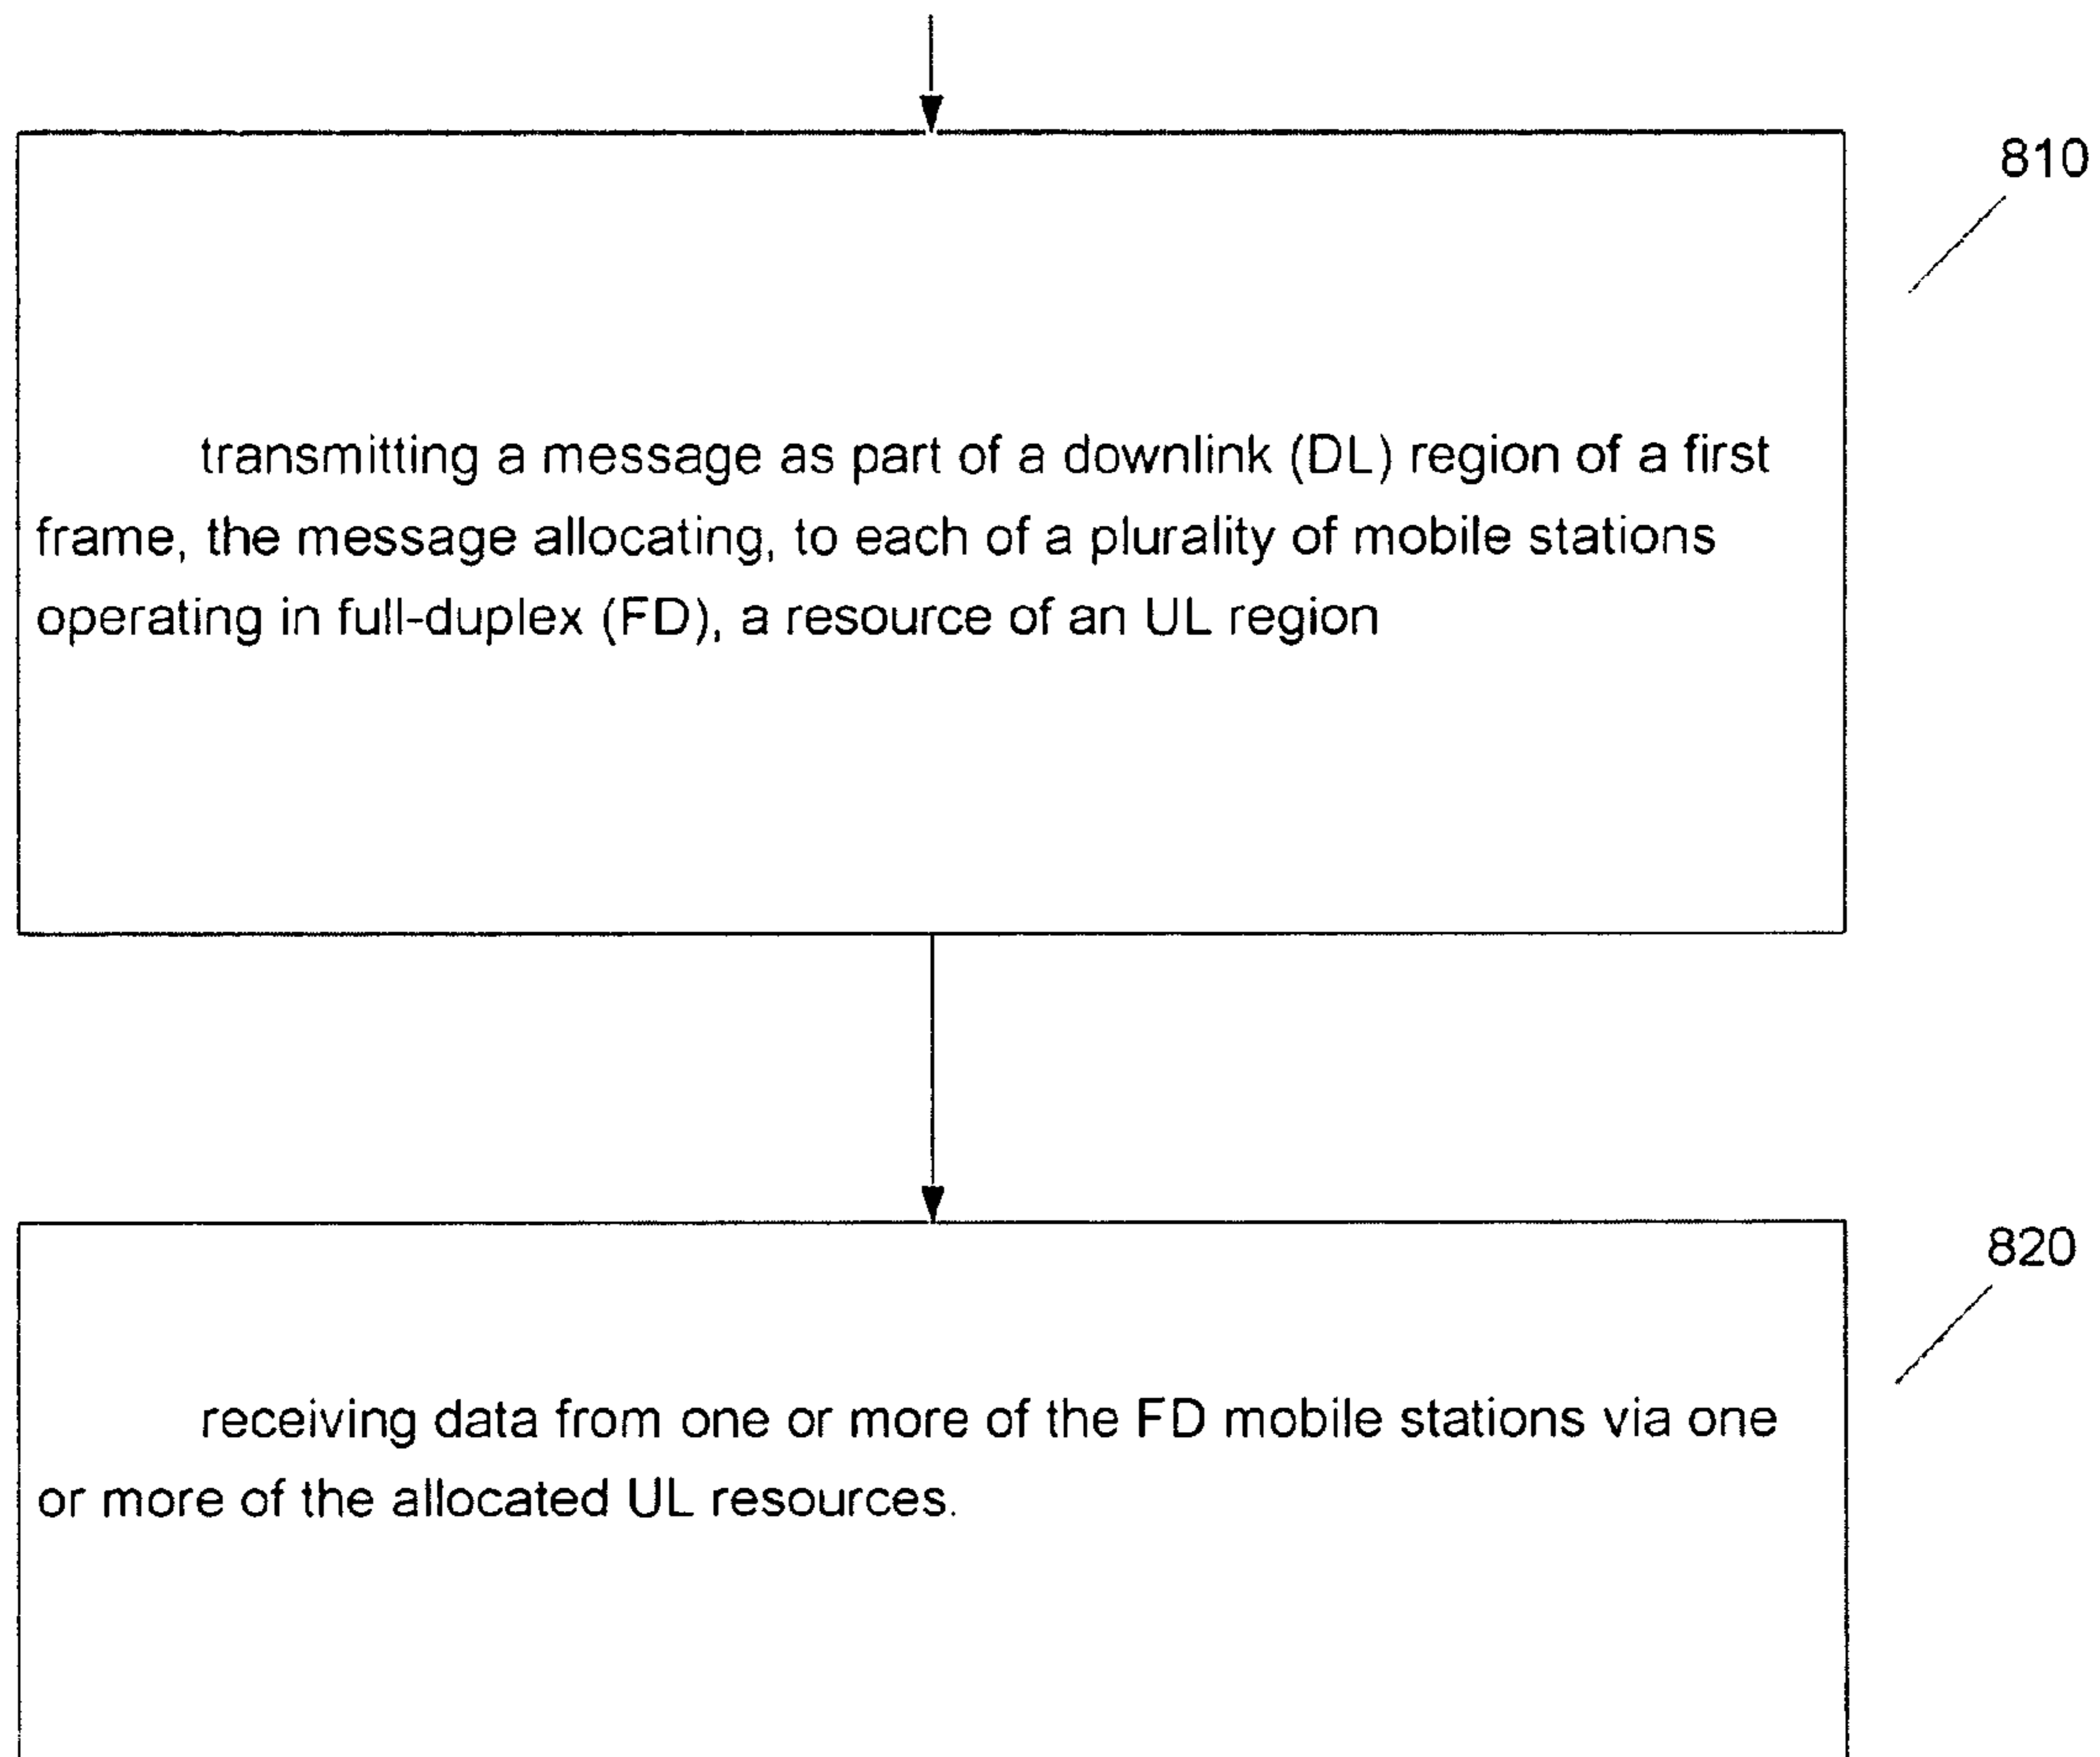 810
transmitting a message as part of a downlink (DL) region of a first
frame, the message allocating, to each of a plurality of mobile stations
operating in full-duplex (FD), a resource of an UL region
820
receiving data from one or more of the FD mobile stations via one
or more of the allocated UL resources.